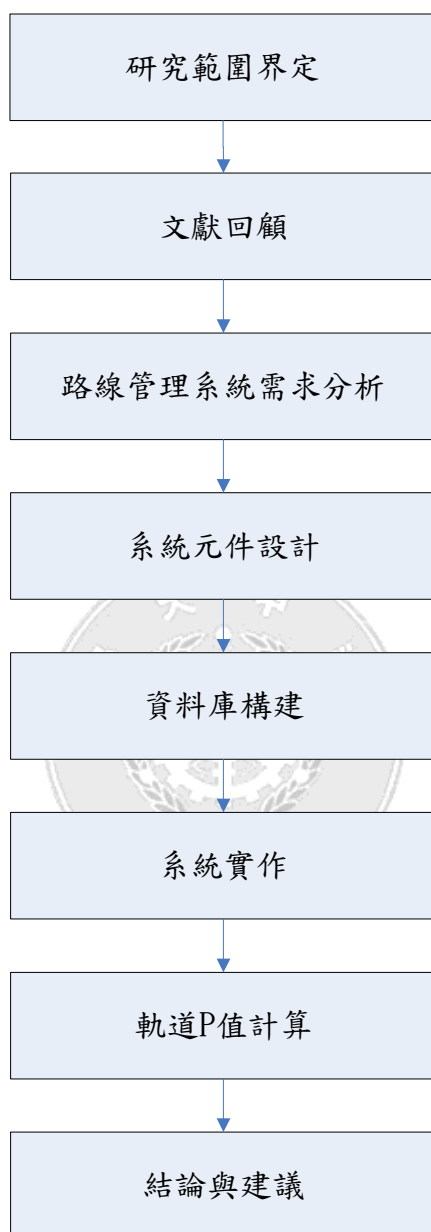 研究範圍界定
文獻回顧
路線管理系統需求分析
系統元件設計
資料庫構建
系統實作
軌道P值計算
結論與建議